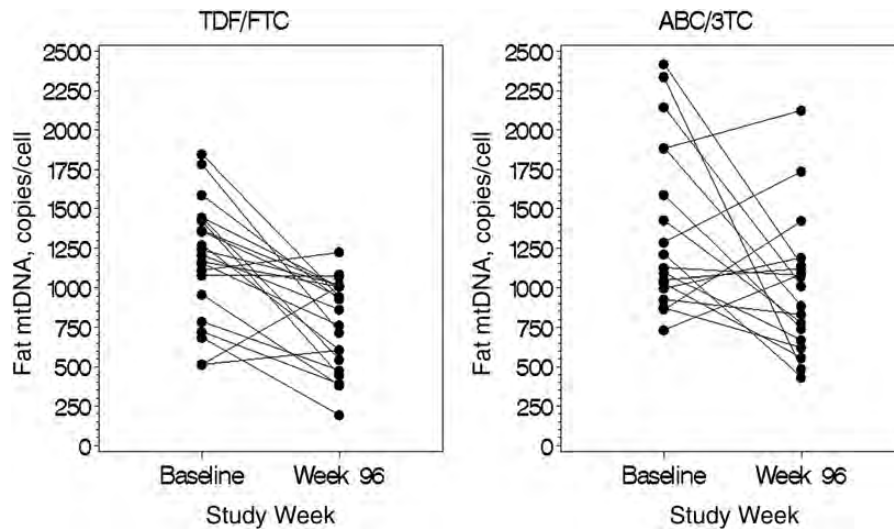 TDF/FTC
Fat mtDNA, copies/cell
2500
2250
2000
1750
1500
1250
1000
750
500
250
0
Baseline Week 96
Study Week
ABC/3TC
Fat mtDNA, copies/cell
2500
2250
2000
1750
1500
1250
1000
750
500
250
0
Baseline Week 96
Study Week